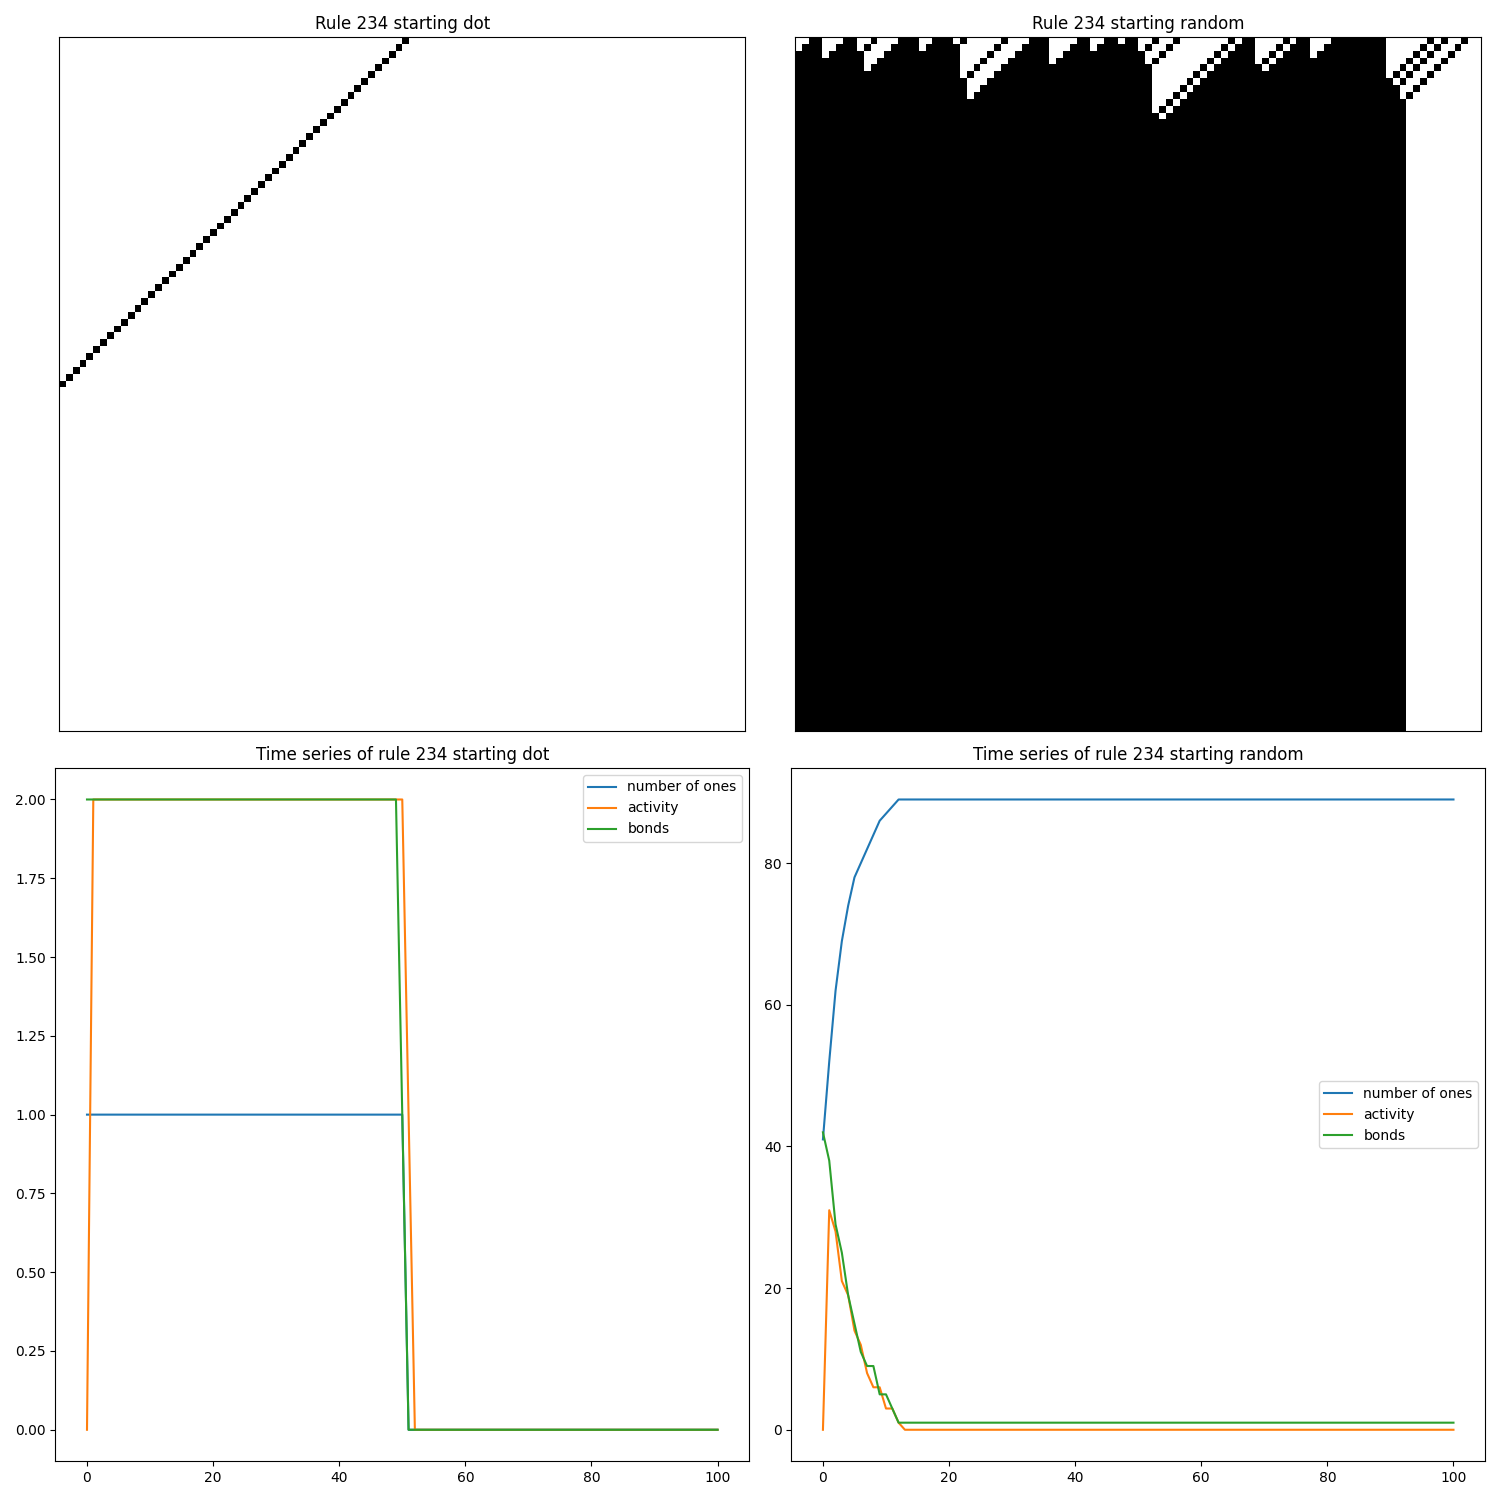 Rule 234 starting dot
Rule 234 starting random
Time series of rule 234 starting dot
2.00
1.75
1.50
1.25
1.00
0.75
0.50
0.25
0.00
0 20 40 60 80 100
number of ones
activity
bonds
Time series of rule 234 starting random
80
60
40
20
0
0 20 40 60 80 100
number of ones
activity
bonds